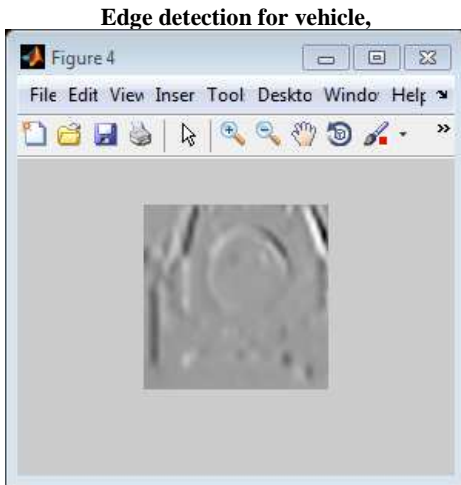 Edge detection for vehicle,
Figure 4
File Edit View Inser Tool Deskto Windo Help